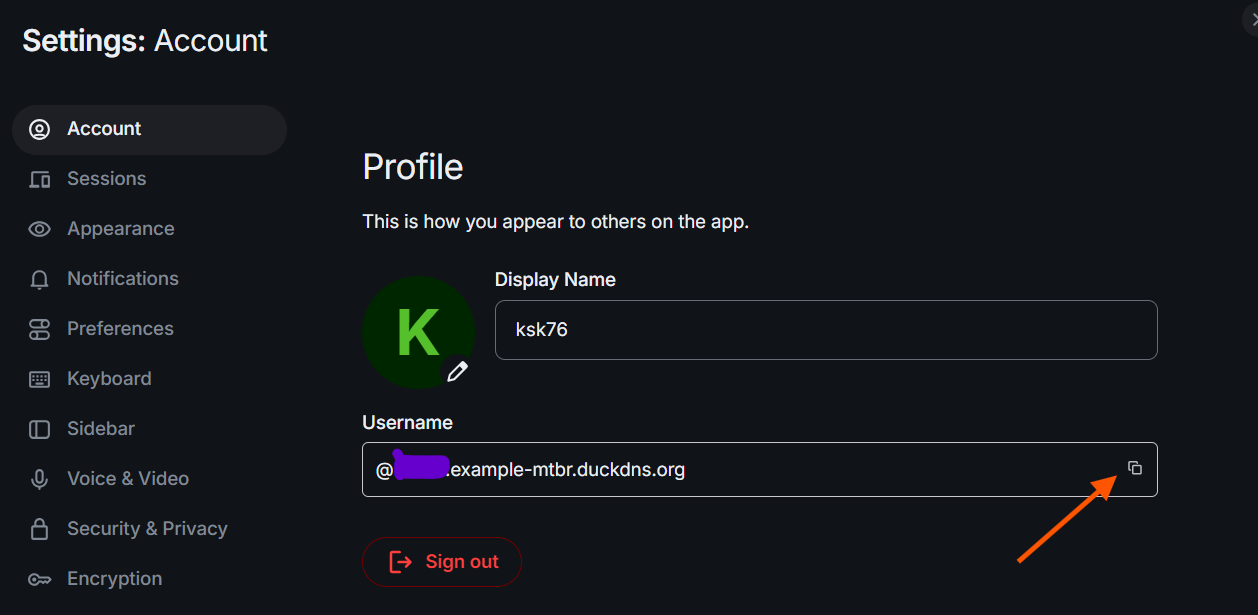 Settings: Account
Account
Sessions
Appearance
Notifications
Preferences
Keyboard
Sidebar
Voice & Video
Security & Privacy
Encryption
Profile
This is how you appear to others on the app.
K
Display Name
ksk76
Username
@ .example-mtbr.duckdns.org
Sign out